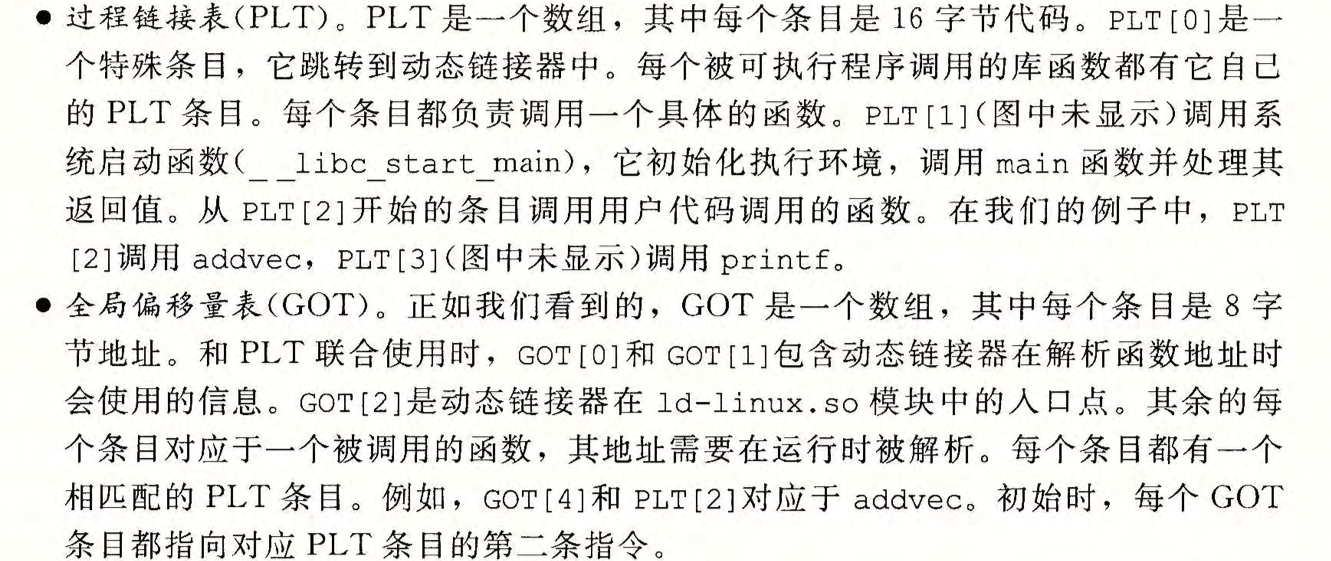 ● 过程链接表(PLT)。PLT 是一个数组，其中每个条目是 16 字节代码。PLT[0]是一
个特殊条目，它跳转到动态链接器中。每个被可执行程序调用的库函数都有它自己
的 PLT 条目。每个条目都负责调用一个具体的函数。PLT[1](图中未显示)调用系
统启动函数(__libc_start_main)，它初始化执行环境，调用 main 函数并处理其
返回值。从 PLT[2]开始的条目调用用户代码调用的函数。在我们的例子中，PLT
[2]调用 addvec，PLT[3](图中未显示)调用 printf。
● 全局偏移量表(GOT)。正如我们看到的，GOT 是一个数组，其中每个条目是 8 字
节地址。和 PLT 联合使用时，GOT[0]和 GOT[1]包含动态链接器在解析函数地址时
会使用的信息。GOT[2]是动态链接器在 ld-linux.so 模块中的入口点。其余的每
个条目对应于一个被调用的函数，其地址需要在运行时被解析。每个条目都有一个
相匹配的 PLT 条目。例如，GOT[4]和 PLT[2]对应于 addvec。初始时，每个 GOT
条目都指向对应 PLT 条目的第二条指令。